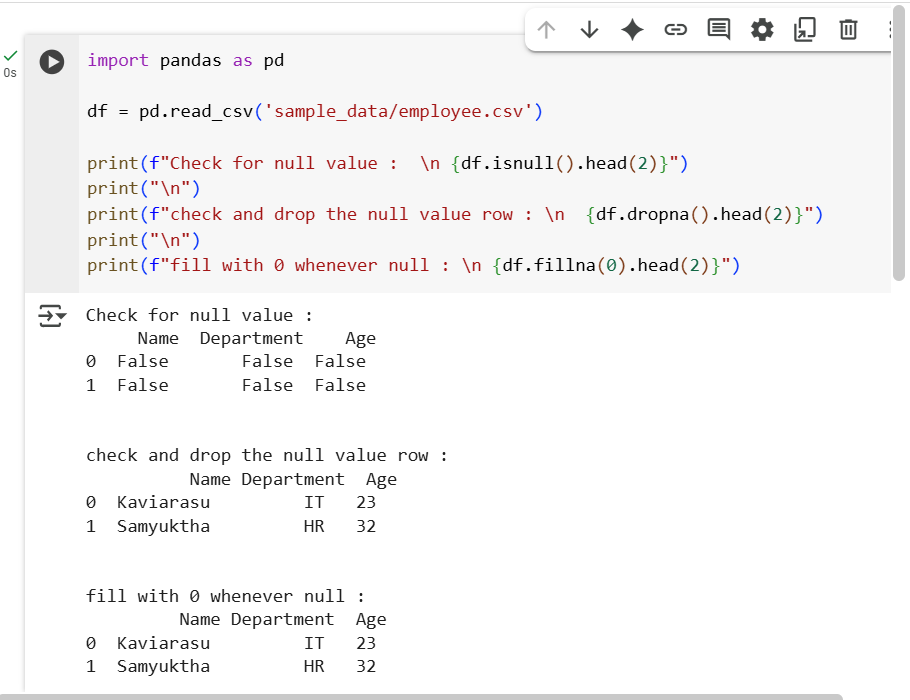 import pandas as pd
0s
df = pd.read_csv('sample_data/employee.csv')
print(f"Check for null value :  \n {df.isnull().head(2)}")
print("\n")
print(f"check and drop the null value row : \n  {df.dropna().head(2)}")
print("\n")
print(f"fill with 0 whenever null : \n {df.fillna(0).head(2)}")
Check for null value :
     Name  Department    Age
0  False       False  False
1  False       False  False
check and drop the null value row :
          Name Department  Age
0  Kaviarasu         IT   23
1  Samyuktha         HR   32
fill with 0 whenever null :
         Name Department  Age
0  Kaviarasu         IT   23
1  Samyuktha         HR   32